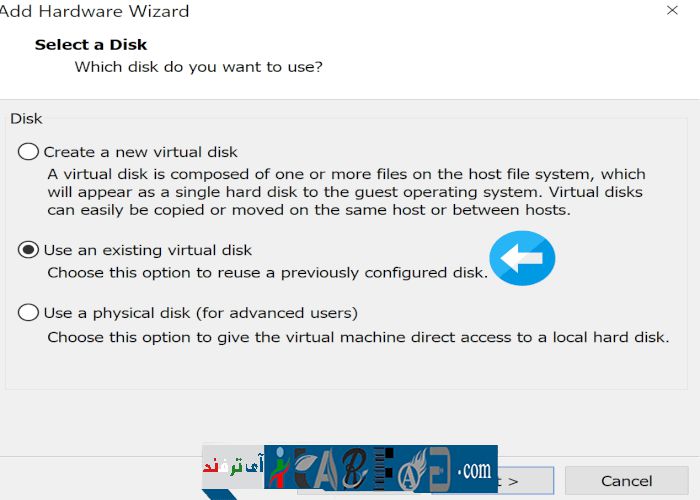 Add Hardware Wizard
Select a Disk
Which disk do you want to use?
Disk
Create a new virtual disk
A virtual disk is composed of one or more files on the host file system, which
will appear as a single hard disk to the guest operating system. Virtual disks
can easily be copied or moved on the same host or between hosts.
Use an existing virtual disk
Choose this option to reuse a previously configured disk.
Use a physical disk (for advanced users)
Choose this option to give the virtual machine direct access to a local hard disk.
آی ترفند
.com
>
Cancel